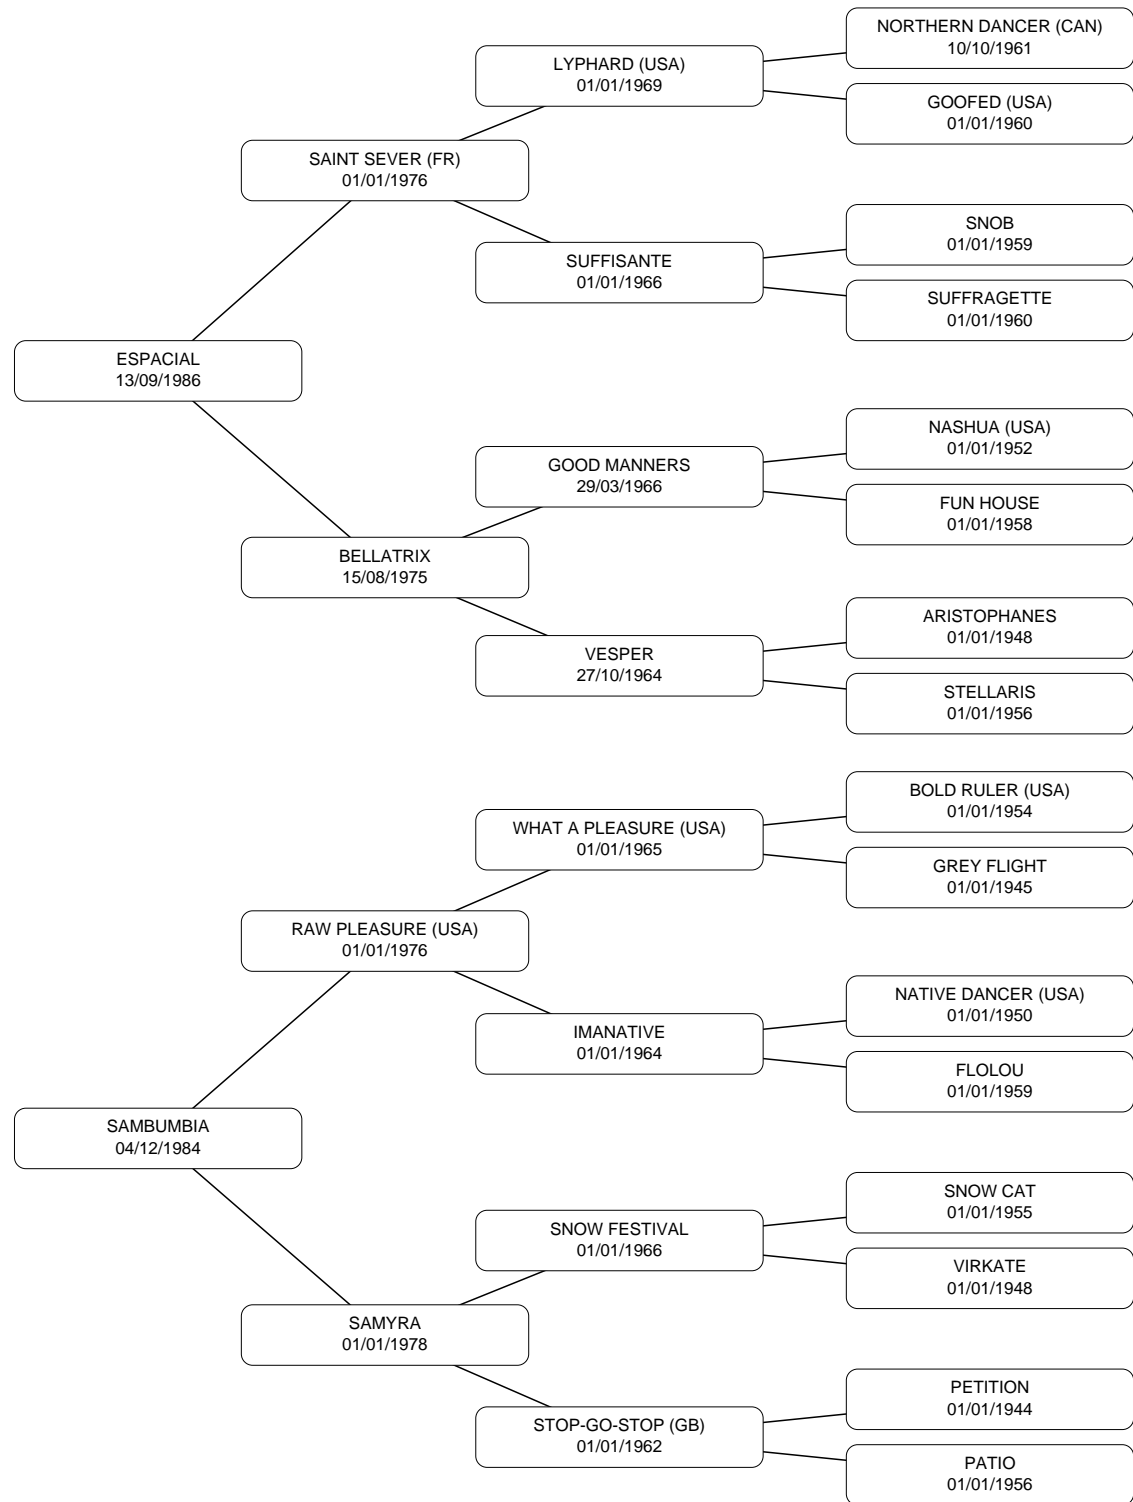 NORTHERN DANCER (CAN)
10/10/1961
LYPHARD (USA)
01/01/1969
GOOFED (USA)
01/01/1960
SAINT SEVER (FR)
01/01/1976
SNOB
01/01/1959
SUFFISANTE
01/01/1966
SUFFRAGETTE
01/01/1960
ESPACIAL
13/09/1986
NASHUA (USA)
01/01/1952
GOOD MANNERS
29/03/1966
FUN HOUSE
01/01/1958
BELLATRIX
15/08/1975
ARISTOPHANES
01/01/1948
VESPER
27/10/1964
STELLARIS
01/01/1956
BOLD RULER (USA)
01/01/1954
WHAT A PLEASURE (USA)
01/01/1965
GREY FLIGHT
01/01/1945
RAW PLEASURE (USA)
01/01/1976
NATIVE DANCER (USA)
01/01/1950
IMANATIVE
01/01/1964
FLOLOU
01/01/1959
SAMBUMBIA
04/12/1984
SNOW CAT
01/01/1955
SNOW FESTIVAL
01/01/1966
VIRKATE
01/01/1948
SAMYRA
01/01/1978
PETITION
01/01/1944
STOP-GO-STOP (GB)
01/01/1962
PATIO
01/01/1956